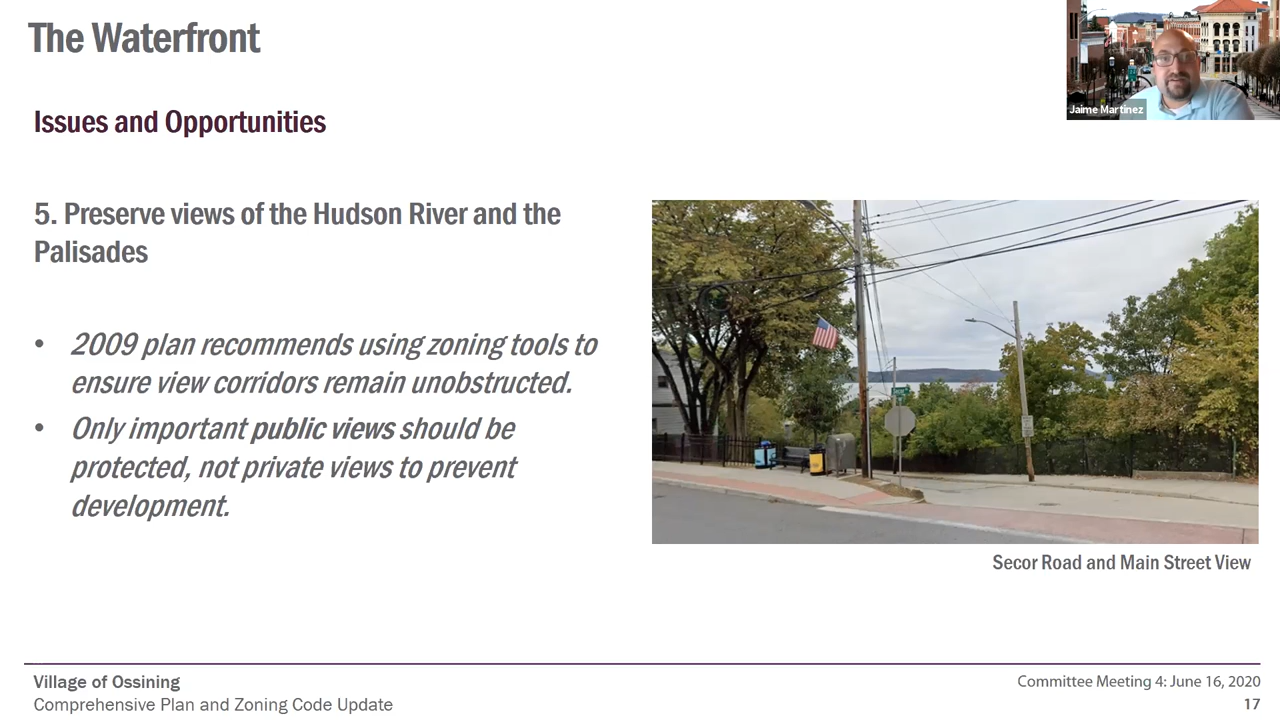 The Waterfront
Jaime Martinez
Issues and Opportunities
5. Preserve views of the Hudson River and the
Palisades
• 2009 plan recommends using zoning tools to
ensure view corridors remain unobstructed.
• Only important public views should be
protected, not private views to prevent
development.
Secor Road and Main Street View
Village of Ossining
Comprehensive Plan and Zoning Code Update
Committee Meeting 4: June 16, 2020
17